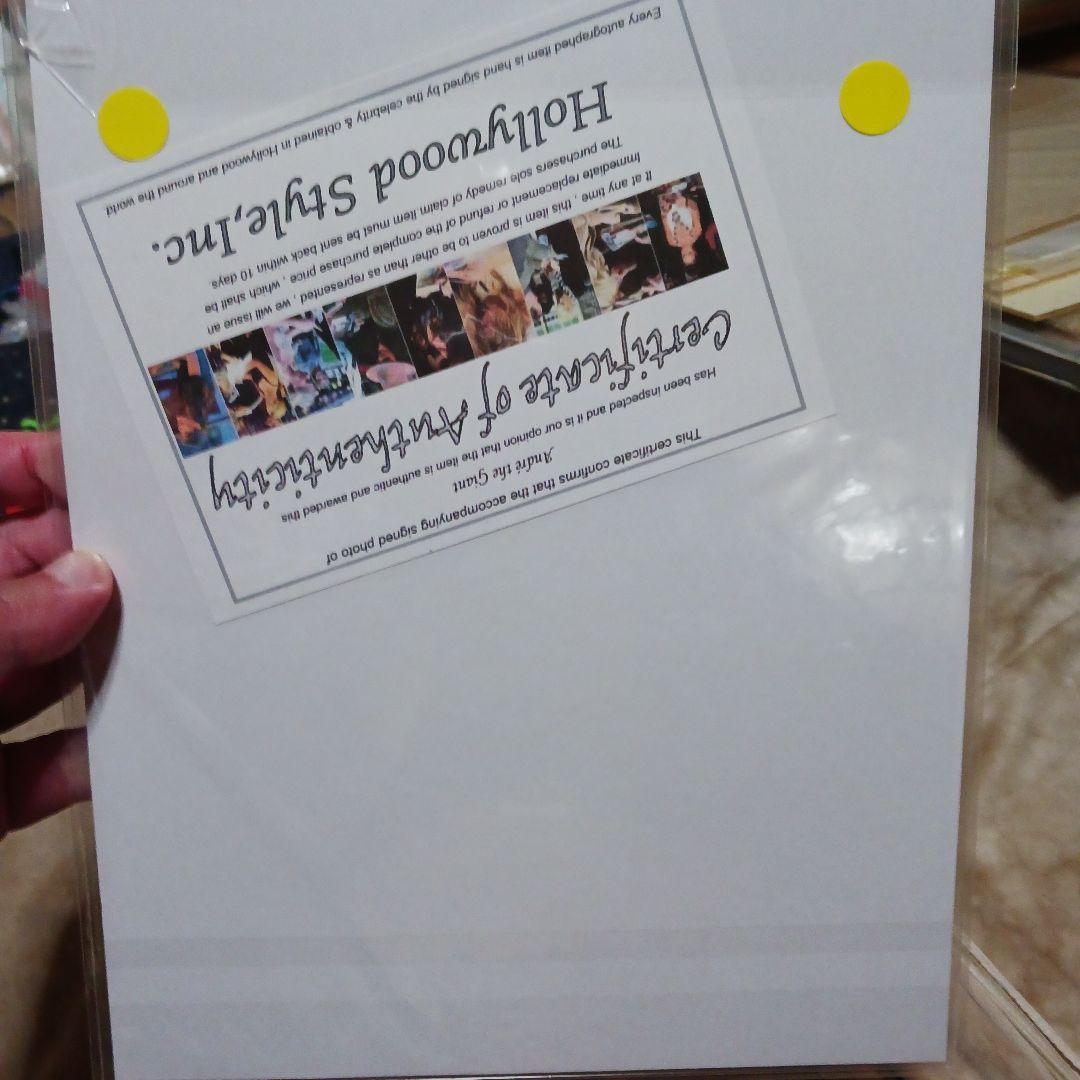 This certificate confirms that the accompanying signed photo of
André the Giant
Has been inspected and it is our opinion that the item is authentic and awarded this
Certificate of Authenticity
It at any time , this item is proven to be other than as represented , we will issue an
Immediate replacement or refund of the complete purchase price , which shall be
The purchasers sole remedy of claim item must be sent back within 10 days
Hollywood Style,Inc.
Every autographed item is hand signed by the celebrity & obtained in Hollywood and around the world